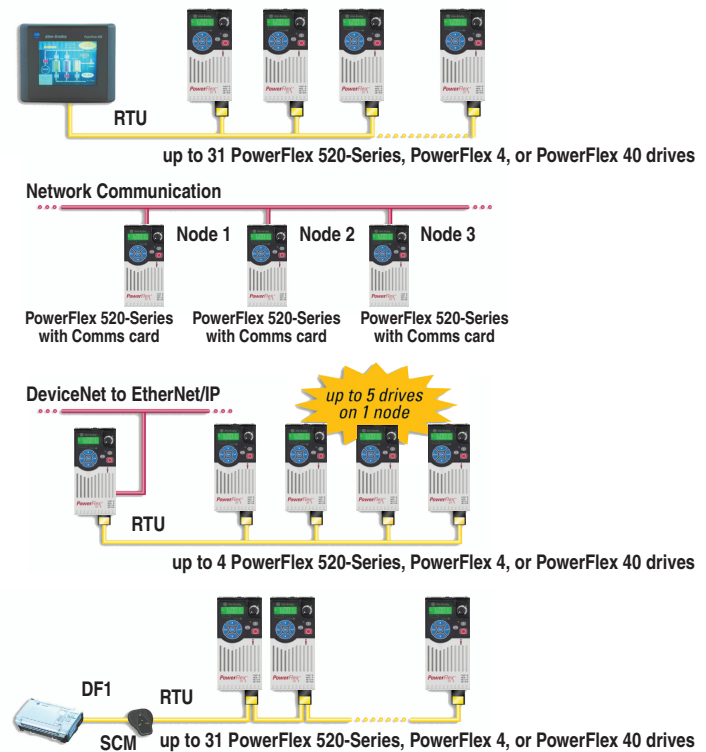 RTU
up to 31 PowerFlex 520-Series, PowerFlex 4, or PowerFlex 40 drives
Network Communication
Node 1
Node 2
Node 3
PowerFlex 520-Series
with Comms card
PowerFlex 520-Series
with Comms card
PowerFlex 520-Series
with Comms card
DeviceNet to EtherNet/IP
up to 5 drives
on 1 node
RTU
up to 4 PowerFlex 520-Series, PowerFlex 4, or PowerFlex 40 drives
DF1
RTU
SCM
up to 31 PowerFlex 520-Series, PowerFlex 4, or PowerFlex 40 drives